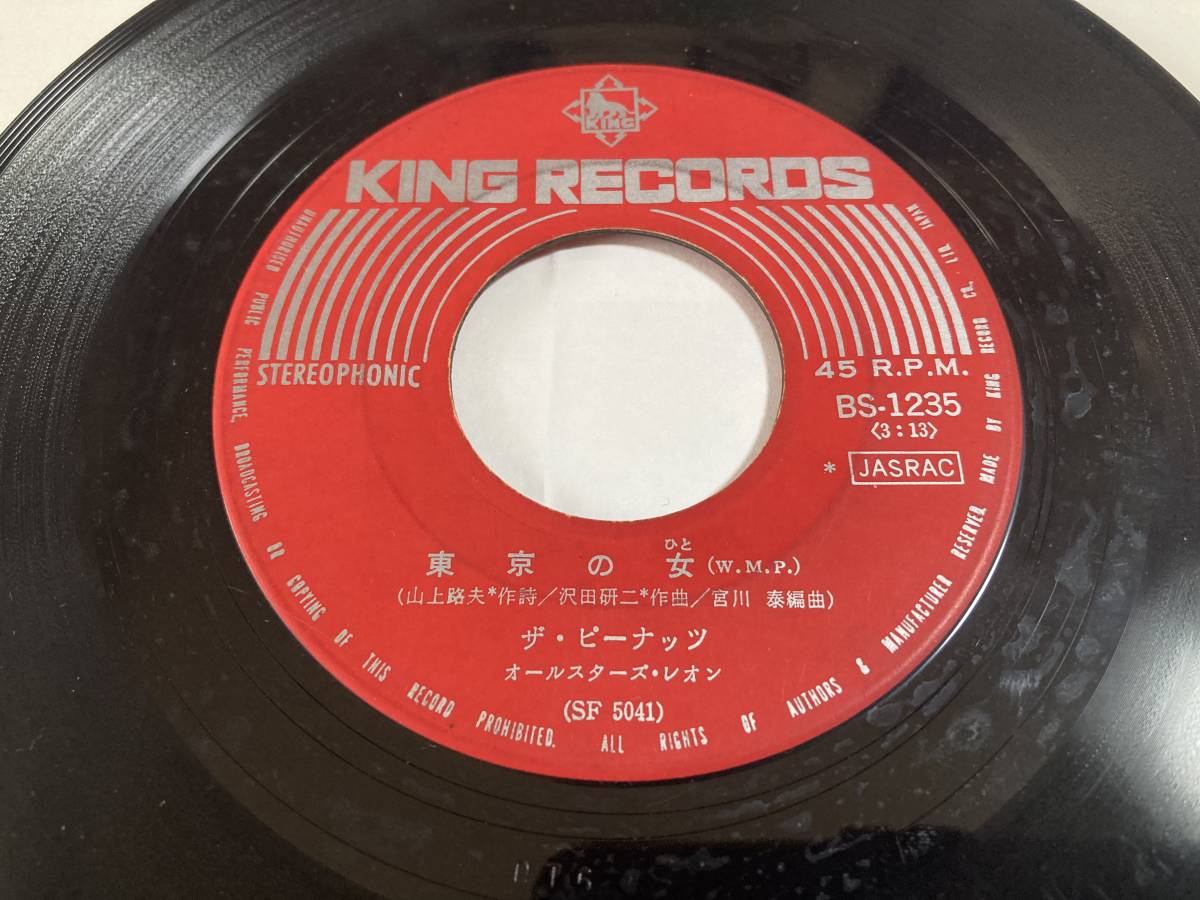 KING
KING RECORDS
STEREOPHONIC
45 R.P.M.
BS-1235
〈3:13〉
* JASRAC
ひと
東京の女 (W.M.P.)
(山上路夫*作詩/沢田研二*作曲/宮川 泰編曲)
ザ・ピーナッツ
オールスターズ・レオン
(SF 5041)
UNAUTHORISED PUBLIC PERFORMANCE, BROADCASTING OR COPYING OF THIS RECORD PROHIBITED. ALL RIGHTS OF AUTHORS & MANUFACTURER RESERVED. MADE BY KING RECORD CO., LTD. JAPAN